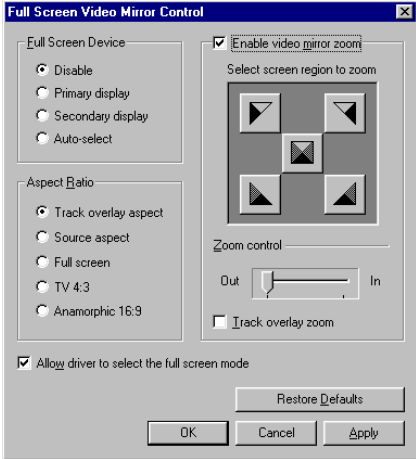 Full Screen Video Mirror Control
Full Screen Device
Disable
Primary display
Secondary display
Auto-select
Aspect Ratio
Track overlay aspect
Source aspect
Full screen
TV 4:3
Anamorphic 16:9
Enable video mirror zoom
Select screen region to zoom
Zoom control
Out In
Track overlay zoom
Allow driver to select the full screen mode
Restore Defaults
OK Cancel Apply